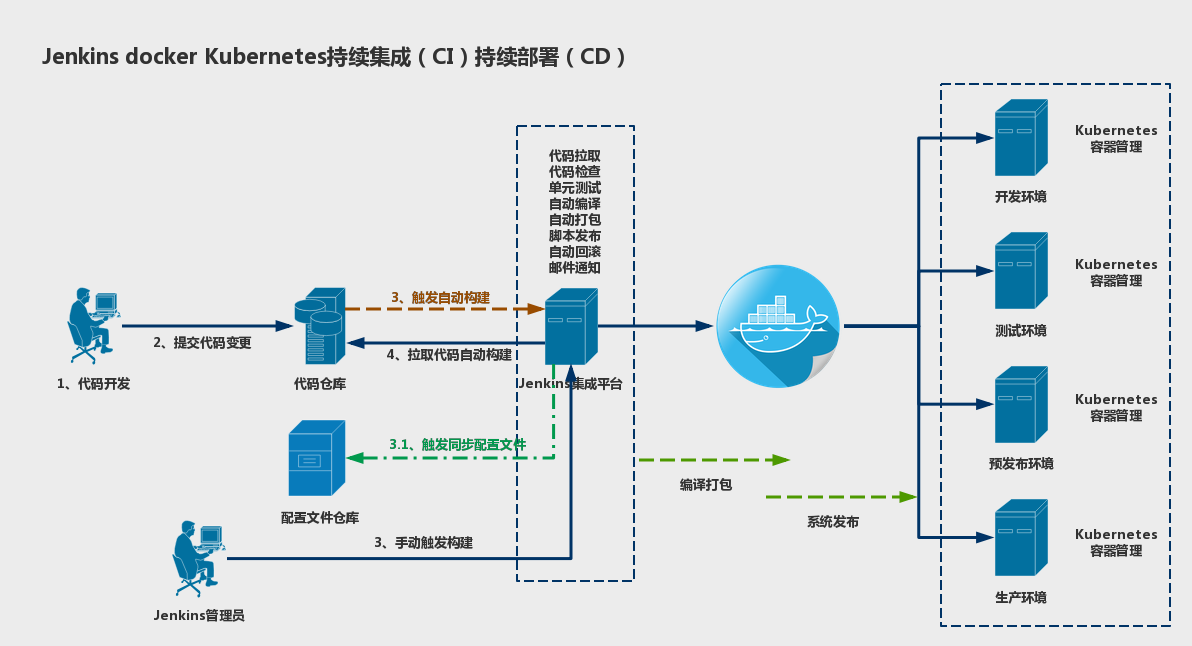 Jenkins docker Kubernetes持续集成（CI）持续部署（CD）
代码拉取
代码检查
单元测试
自动编译
自动打包
脚本发布
自动回滚
邮件通知
Kubernetes
容器管理
开发环境
Kubernetes
容器管理
测试环境
3、触发自动构建
2、提交代码变更
4、拉取代码自动构建
1、代码开发
代码仓库
Jenkins集成平台
Kubernetes
容器管理
预发布环境
3.1、触发同步配置文件
编译打包
配置文件仓库
系统发布
3、手动触发构建
Kubernetes
容器管理
生产环境
Jenkins管理员